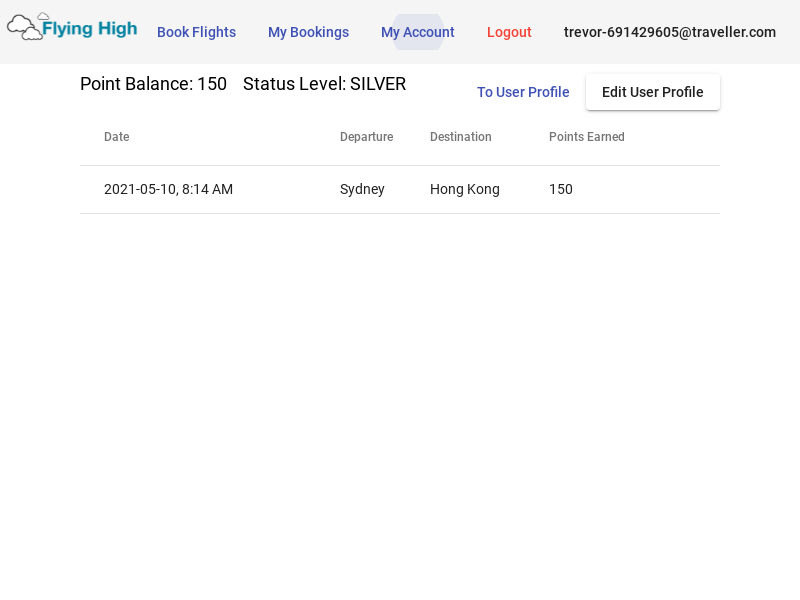 Flying High
Book Flights My Bookings My Account Logout trevor-691429605@traveller.com
Point Balance: 150 Status Level: SILVER
To User Profile Edit User Profile
Date Departure Destination Points Earned
2021-05-10, 8:14 AM Sydney Hong Kong 150